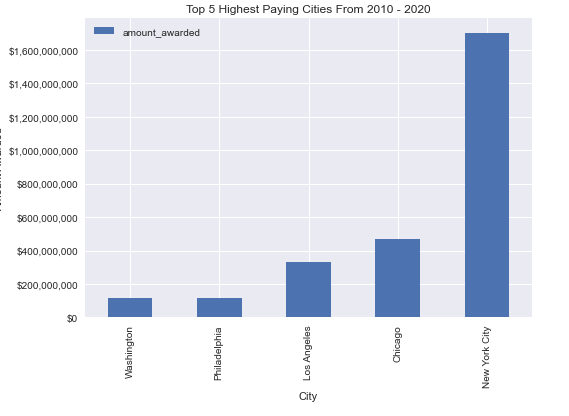 Top 5 Highest Paying Cities From 2010 - 2020
amount_awarded
$1,600,000,000
$1,400,000,000
$1,200,000,000
$1,000,000,000
$800,000,000
$600,000,000
$400,000,000
$200,000,000
$0
Washington
Philadelphia
Los Angeles
Chicago
New York City
City